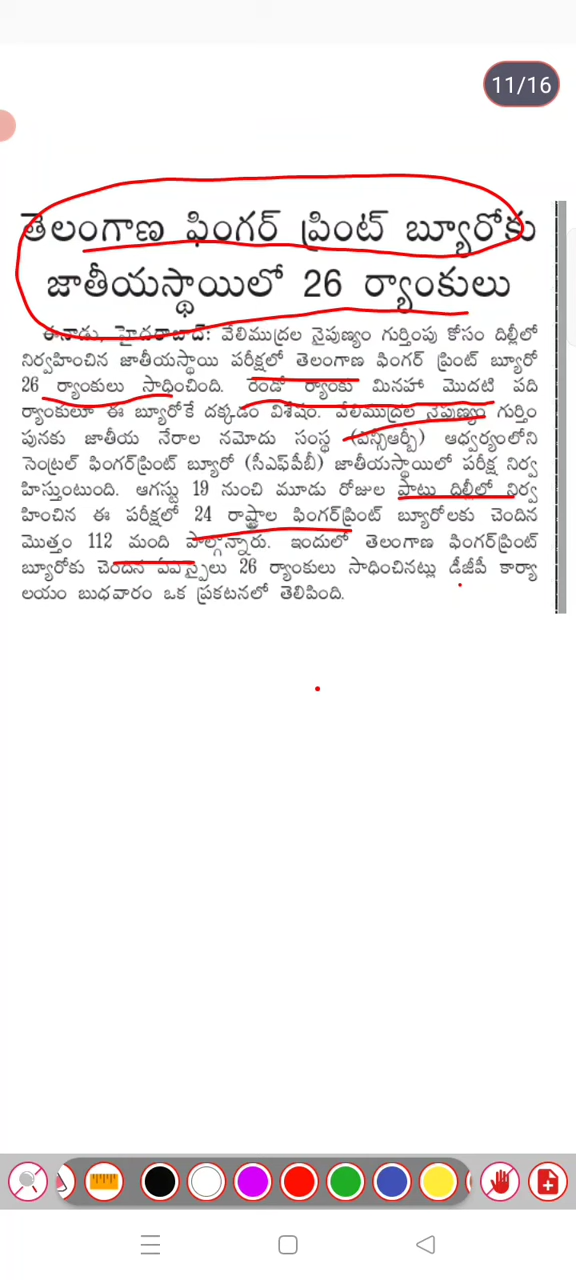 11/16
తెలంగాణ ఫింగర్ ప్రింట్ బ్యూరోకు
జాతీయస్థాయిలో 26 ర్యాంకులు
ఈనాడు, హైదరాబాద్: వేలిముద్రల నైపుణ్యం గుర్తింపు కోసం దిల్లీలో
నిర్వహించిన జాతీయస్థాయి పరీక్షలో తెలంగాణ ఫింగర్ ప్రింట్ బ్యూరో
26 ర్యాంకులు సాధించింది. రెండో ర్యాంకు మినహా మొదటి పది
ర్యాంకులూ ఈ బ్యూరోకే దక్కడం విశేషం. వేలిముద్రల నైపుణ్యం గుర్తిం
పునకు జాతీయ నేరాల నమోదు సంస్థ (ఎన్సీఆర్బీ) ఆధ్వర్యంలోని
సెంట్రల్ ఫింగర్‌ప్రింట్ బ్యూరో (సీఎఫ్‌పీబీ) జాతీయస్థాయిలో పరీక్ష నిర్వ
హిస్తుంటుంది. ఆగస్టు 19 నుంచి మూడు రోజుల పాటు దిల్లీలో నిర్వ
హించిన ఈ పరీక్షలో 24 రాష్ట్రాల ఫింగర్‌ప్రింట్ బ్యూరోలకు చెందిన
మొత్తం 112 మంది పాల్గొన్నారు. ఇందులో తెలంగాణ ఫింగర్‌ప్రింట్
బ్యూరోకు చెందిన 26 ర్యాంకులు సాధించినట్లు డీజీపీ కార్యా
లయం బుధవారం ఒక ప్రకటనలో తెలిపింది.